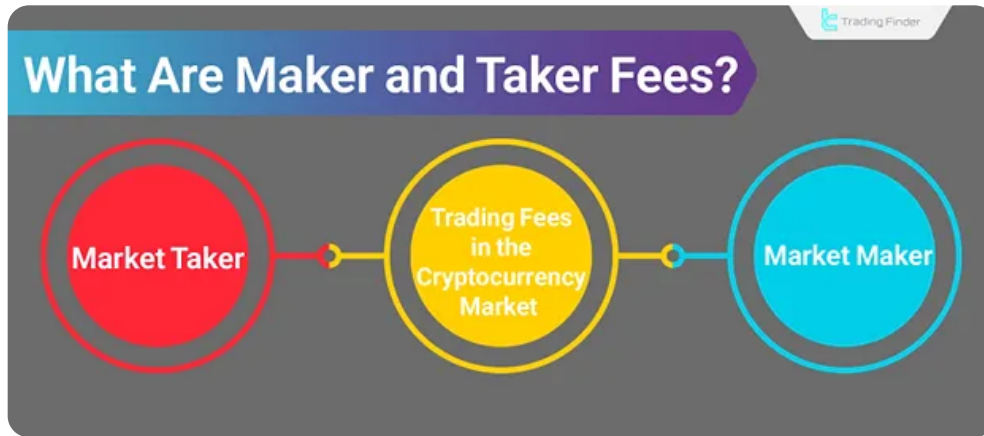 Trading Finder
What Are Maker and Taker Fees?
Market Taker
Trading Fees
in the
Cryptocurrency
Market
Market Maker